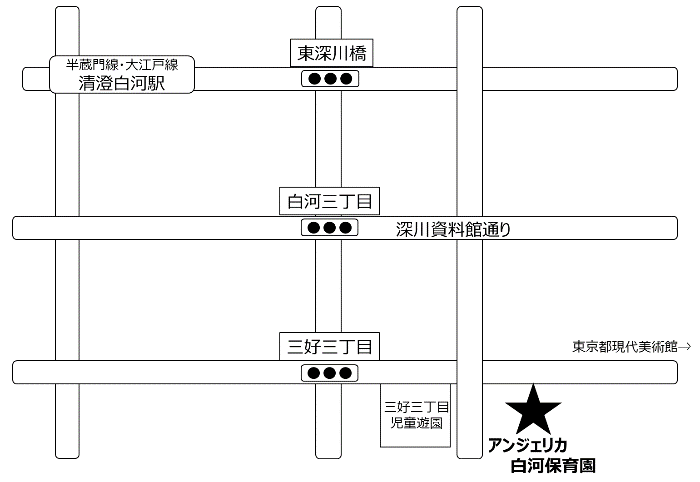 東深川橋
半蔵門線・大江戸線
清澄白河駅
白河三丁目
深川資料館通り
三好三丁目
東京都現代美術館→
三好三丁目
児童遊園
アンジェリカ
白河保育園